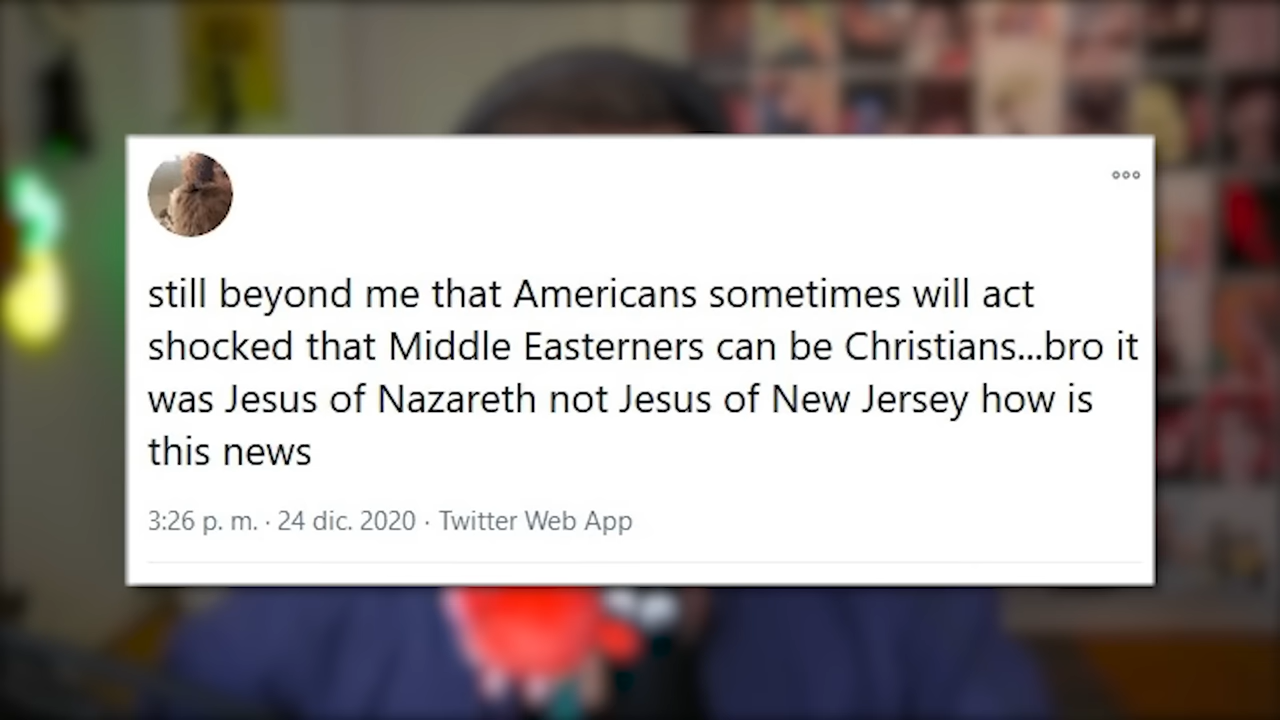 still beyond me that Americans sometimes will act
shocked that Middle Easterners can be Christians...bro it
was Jesus of Nazareth not Jesus of New Jersey how is
this news
3:26 p. m. · 24 dic. 2020 · Twitter Web App